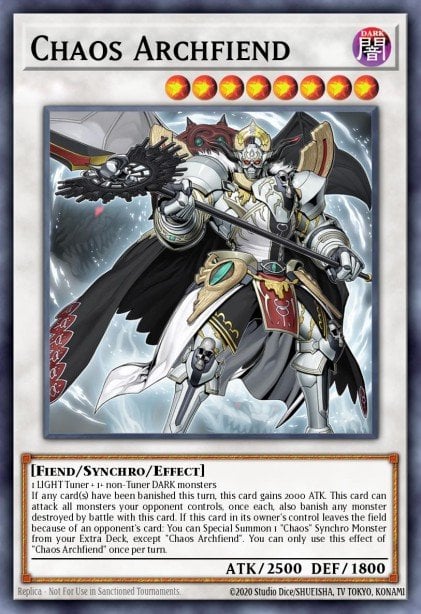 Chaos Archfiend
DARK
闇
[Fiend/Synchro/Effect]
1 LIGHT Tuner + 1+ non-Tuner DARK monsters
If any card(s) have been banished this turn, this card gains 2000 ATK. This card can
attack all monsters your opponent controls, once each, also banish any monster
destroyed by battle with this card. If this card in its owner's control leaves the field
because of an opponent's card: You can Special Summon 1 "Chaos" Synchro Monster
from your Extra Deck, except "Chaos Archfiend". You can only use this effect of
"Chaos Archfiend" once per turn.
ATK/2500 DEF/1800
Replica - Not For Use in Sanctioned Tournaments. ©2020 Studio Dice/SHUEISHA, TV TOKYO, KONAMI